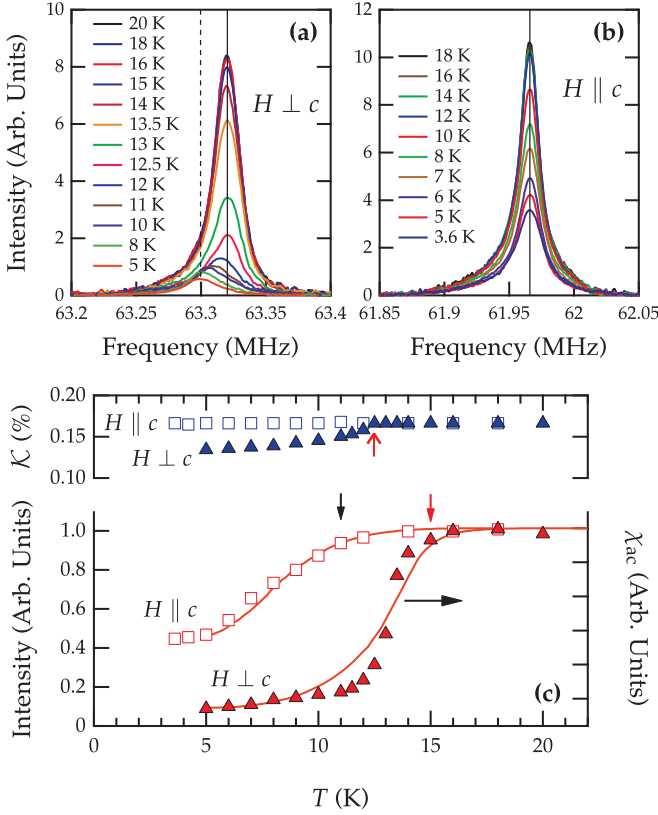 (a)
20 K
18 K
16 K
15 K
14 K
13.5 K
13 K
12.5 K
12 K
11 K
10 K
8 K
5 K
H ⊥ c
Intensity (Arb. Units)
8
6
4
2
0
63.2
63.25
63.3
63.35
63.4
Frequency (MHz)
(b)
18 K
16 K
14 K
12 K
10 K
8 K
7 K
6 K
5 K
3.6 K
H ∥ c
12
10
8
6
4
2
0
61.85
61.9
61.95
62
62.05
Frequency (MHz)
K (%)
0.20
0.15
0.10
H ∥ c
H ⊥ c
Intensity (Arb. Units)
1.0
0.8
0.6
0.4
0.2
0
H ∥ c
H ⊥ c
(c)
χac (Arb. Units)
0
5
10
15
20
T (K)